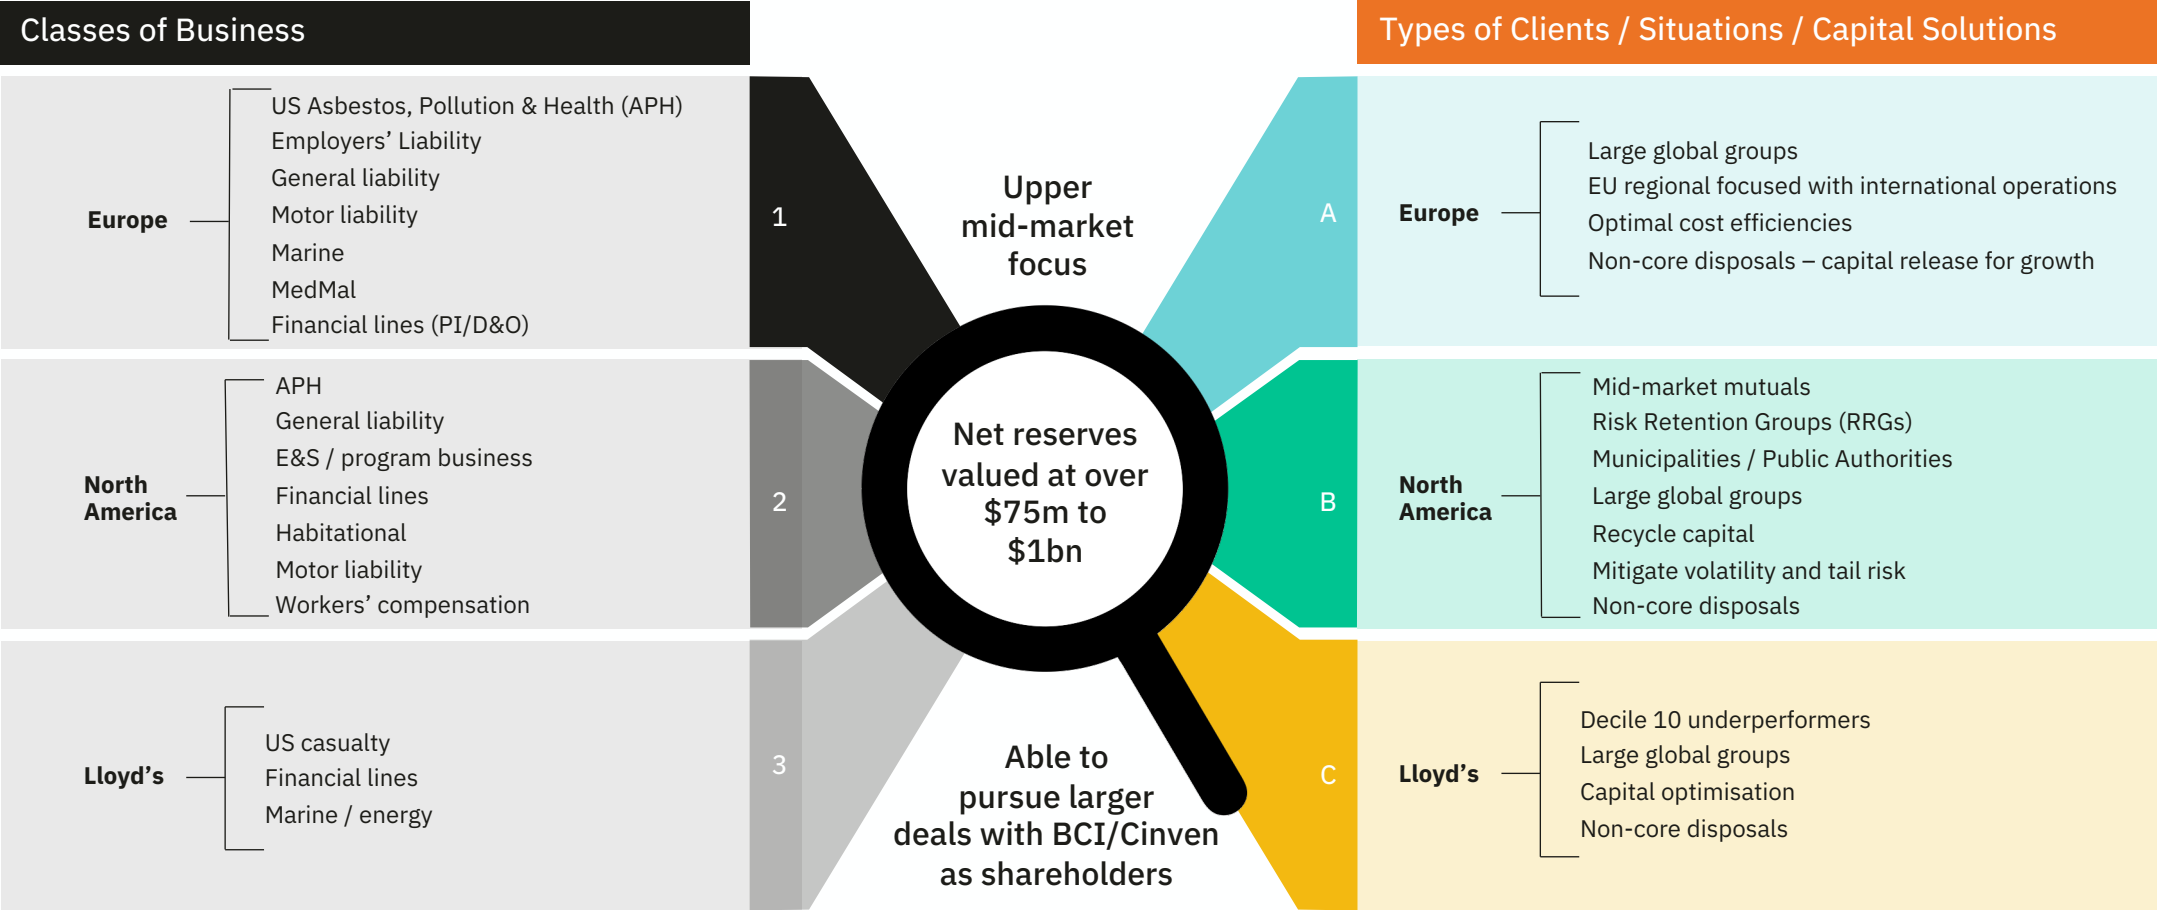 Classes of Business
Europe
US Asbestos, Pollution & Health (APH)
Employers’ Liability
General liability
Motor liability
Marine
MedMal
Financial lines (PI/D&O)
1
North
America
APH
General liability
E&S / program business
Financial lines
Habitational
Motor liability
Workers’ compensation
2
Lloyd’s
US casualty
Financial lines
Marine / energy
3
Upper
mid-market
focus
Net reserves
valued at over
$75m to
$1bn
Able to
pursue larger
deals with BCI/Cinven
as shareholders
Types of Clients / Situations / Capital Solutions
A
Europe
Large global groups
EU regional focused with international operations
Optimal cost efficiencies
Non-core disposals – capital release for growth
B
North
America
Mid-market mutuals
Risk Retention Groups (RRGs)
Municipalities / Public Authorities
Large global groups
Recycle capital
Mitigate volatility and tail risk
Non-core disposals
C
Lloyd’s
Decile 10 underperformers
Large global groups
Capital optimisation
Non-core disposals